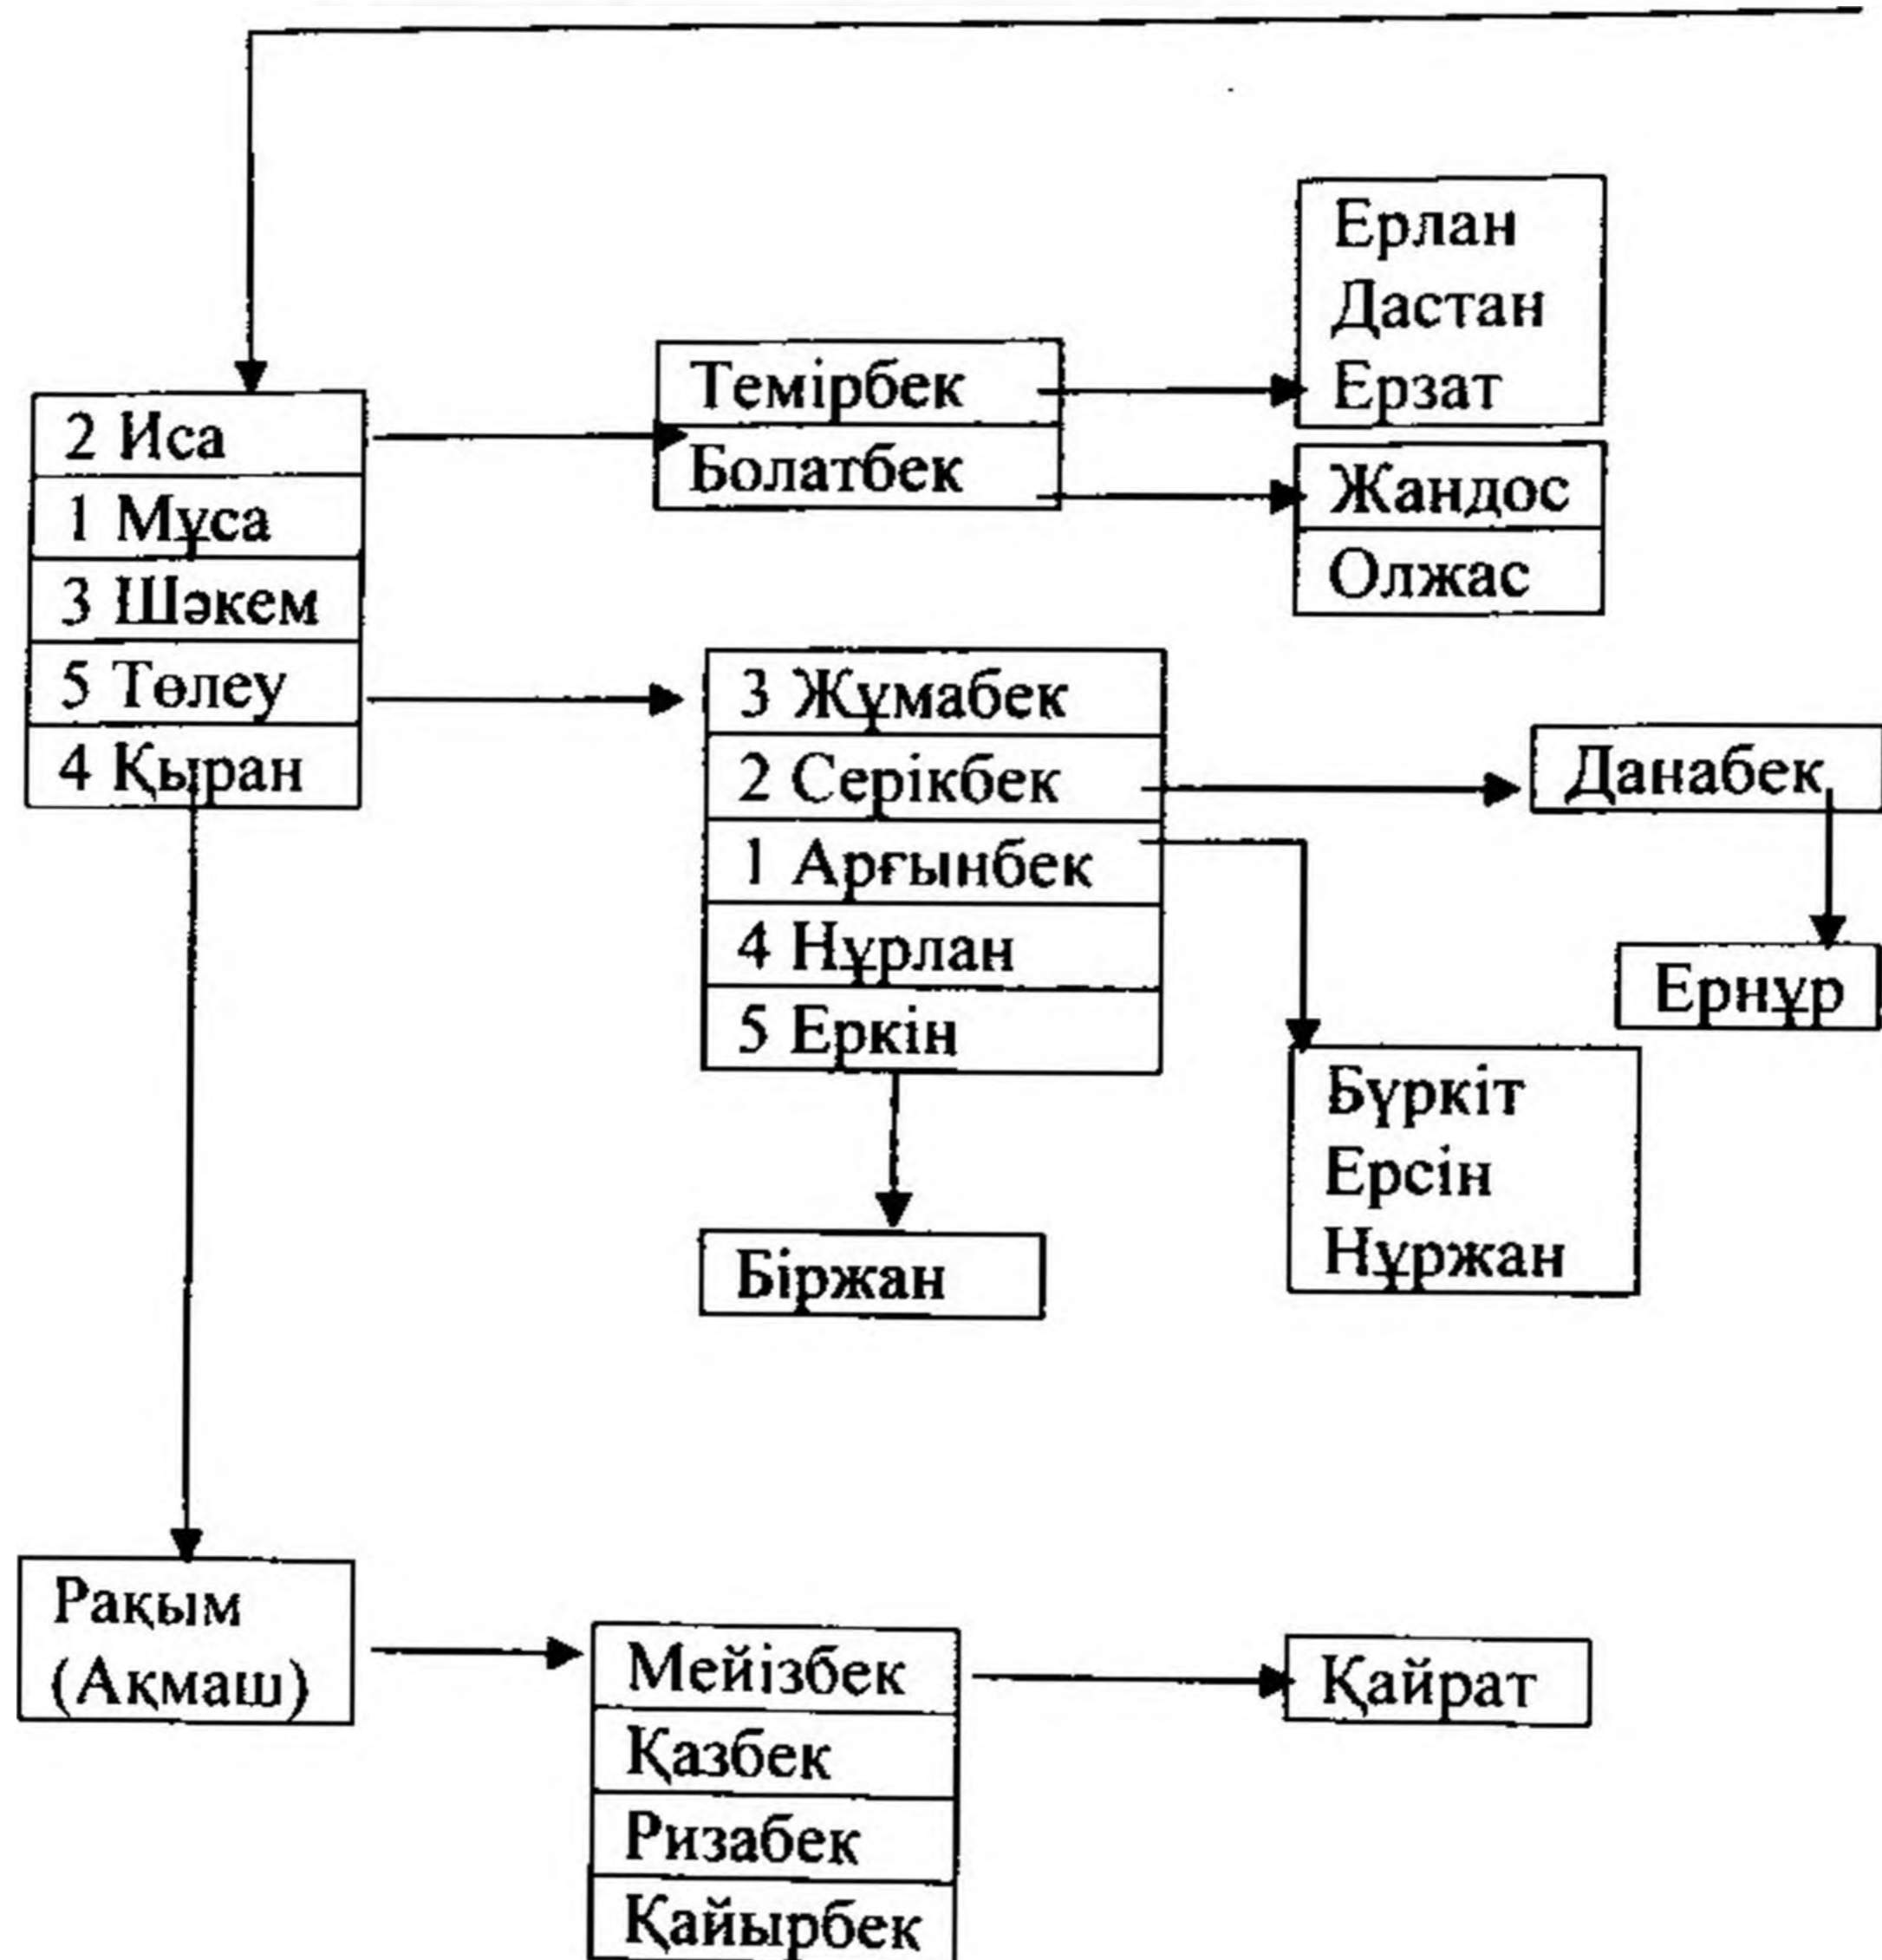 Ерлан
Дастан
Ерзат
Темірбек
Болатбек
Жандос
Олжас
2 Иса
1 Мұса
3 Шәкем
5 Төлеу
4 Қыран
3 Жұмабек
2 Серікбек
1 Арғынбек
4 Нұрлан
5 Еркін
Данабек
Ернұр
Бүркіт
Ерсін
Нұржан
Біржан
Рақым
(Ақмаш)
Мейізбек
Қазбек
Ризабек
Қайырбек
Қайрат